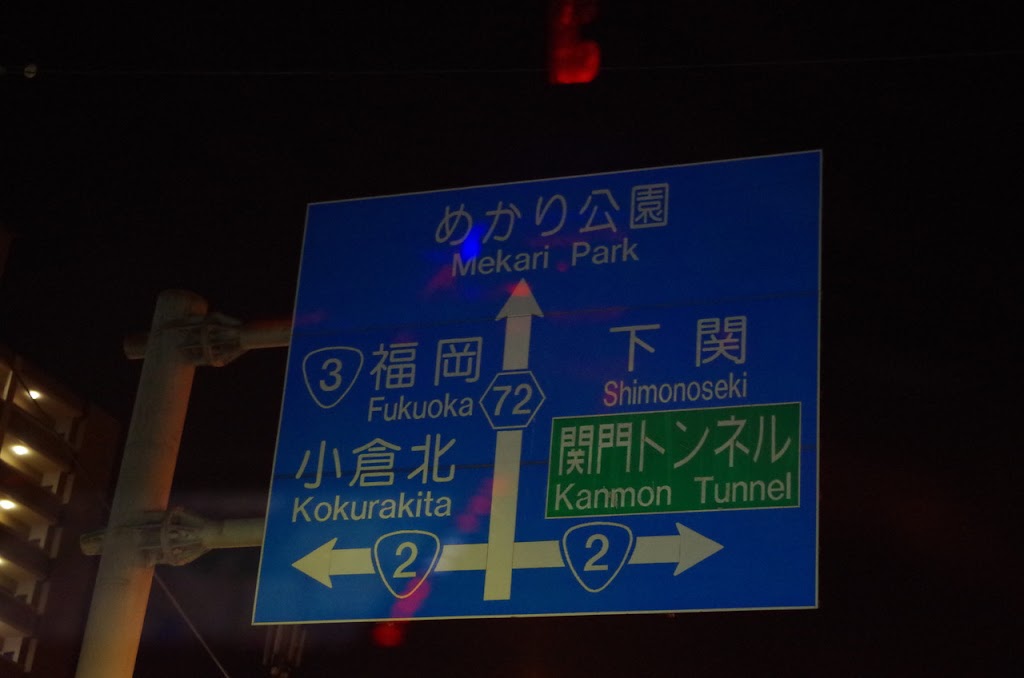 めかり公園
Mekari Park
3 福岡
Fukuoka
小倉北
Kokurakita
72
下関
Shimonoseki
関門トンネル
Kanmon Tunnel
2
2